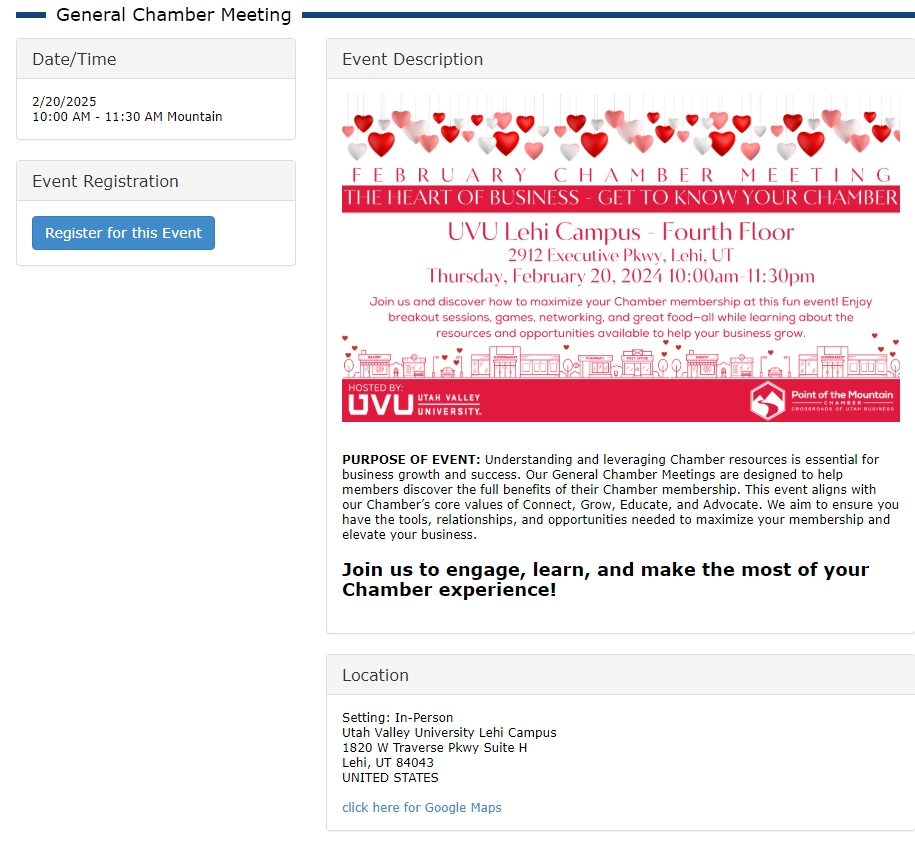 General Chamber Meeting
Date/Time
2/20/2025
10:00 AM - 11:30 AM Mountain
Event Registration
Register for this Event
Event Description
FEBRUARY CHAMBER MEETING
THE HEART OF BUSINESS - GET TO KNOW YOUR CHAMBER
UVU Lehi Campus - Fourth Floor
2912 Executive Pkwy, Lehi, UT
Thursday, February 20, 2024 10:00am-11:30pm
Join us and discover how to maximize your Chamber membership at this fun event! Enjoy
breakout sessions, games, networking, and great food—all while learning about the
resources and opportunities available to help your business grow.
BAKERY
SUPERMARKET
PHARMACY
POST OFFICE
BAKERY
SUPERMARKET
HOSTED BY:
UVU UTAH VALLEY
UNIVERSITY.
Point of the Mountain
CHAMBER
CROSSROADS OF UTAH BUSINESS
PURPOSE OF EVENT: Understanding and leveraging Chamber resources is essential for
business growth and success. Our General Chamber Meetings are designed to help
members discover the full benefits of their Chamber membership. This event aligns with
our Chamber’s core values of Connect, Grow, Educate, and Advocate. We aim to ensure you
have the tools, relationships, and opportunities needed to maximize your membership and
elevate your business.
Join us to engage, learn, and make the most of your
Chamber experience!
Location
Setting: In-Person
Utah Valley University Lehi Campus
1820 W Traverse Pkwy Suite H
Lehi, UT 84043
UNITED STATES
click here for Google Maps